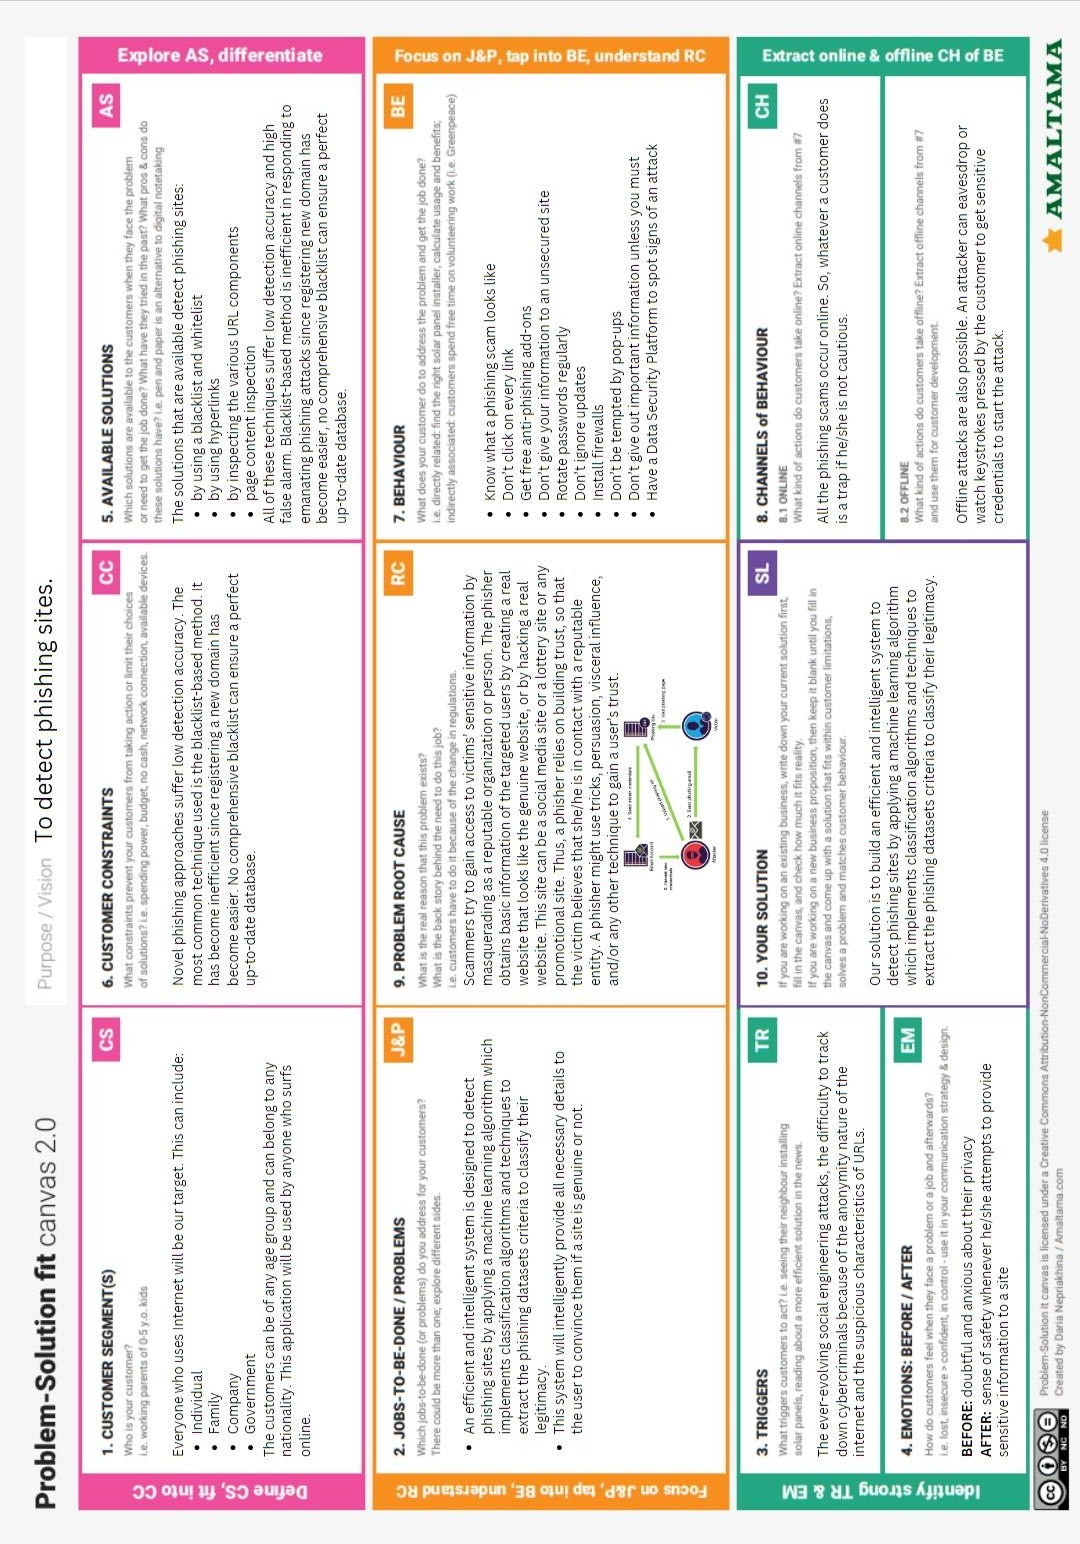 Problem-Solution fit canvas 2.0
Purpose / Vision
To detect phishing sites.
Define CS, fit into CC
1. CUSTOMER SEGMENT(S)
CS
Who is your customer?
i.e. working parents of 0-5 y.o. kids
Everyone who uses Internet will be our target. This can include:
• Individual
• Family
• Company
• Government
The customers can be of any age group and can belong to any
nationality. This application will be used by anyone who surfs
online.
6. CUSTOMER CONSTRAINTS
CC
What constraints prevent your customers from taking action or limit their choices
of solutions? i.e. spending power, budget, no cash, network connection, available devices.
Novel phishing approaches suffer low detection accuracy. The
most common technique used is the blacklist-based method. It
has become inefficient since registering a new domain has
become easier. No comprehensive blacklist can ensure a perfect
up-to-date database.
5. AVAILABLE SOLUTIONS
AS
Which solutions are available to the customers when they face the problem
or need to get the job done? What have they tried in the past? What pros & cons do
these solutions have? i.e. pen and paper is an alternative to digital notetaking
The solutions that are available detect phishing sites:
• by using a blacklist and whitelist
• by using hyperlinks
• by inspecting the various URL components
• page content inspection
All of these techniques suffer low detection accuracy and high
false alarm. Blacklist-based method is inefficient in responding to
emanating phishing attacks since registering new domain has
become easier, no comprehensive blacklist can ensure a perfect
up-to-date database.
Explore AS, differentiate
Focus on J&P, tap into BE, understand RC
2. JOBS-TO-BE-DONE / PROBLEMS
J&P
Which jobs-to-be-done (or problems) do you address for your customers?
There could be more than one; explore different sides.
• An efficient and intelligent system is designed to detect
phishing sites by applying a machine learning algorithm which
implements classification algorithms and techniques to
extract the phishing datasets criteria to classify their
legitimacy.
• This system will intelligently provide all necessary details to
the user to convince them if a site is genuine or not.
9. PROBLEM ROOT CAUSE
RC
What is the real reason that this problem exists?
What is the back story behind the need to do this job?
i.e. customers have to do it because of the change in regulations.
Scammers try to gain access to victims' sensitive information by
masquerading as a reputable organization or person. The phisher
obtains basic information of the targeted users by creating a real
website that looks like the genuine website, or by hacking a real
website. This site can be a social media site or a lottery site or any
promotional site. Thus, a phisher relies on building trust, so that
the victim believes that she/he is in contact with a reputable
entity. A phisher might use tricks, persuasion, visceral influence,
and/or any other technique to gain a user's trust.
7. BEHAVIOUR
BE
What does your customer do to address the problem and get the job done?
i.e. directly related: find the right solar panel installer, calculate usage and benefits;
indirectly associated: customers spend free time on volunteering work (i.e. Greenpeace)
• Know what a phishing scam looks like
• Don't click on every link
• Get free anti-phishing add-ons
• Don't give your information to an unsecured site
• Rotate passwords regularly
• Don't ignore updates
• Install firewalls
• Don't be tempted by pop-ups
• Don't give out important information unless you must
• Have a Data Security Platform to spot signs of an attack
Focus on J&P, tap into BE, understand RC
Identify strong TR & EM
3. TRIGGERS
TR
What triggers customers to act? i.e. seeing their neighbour installing
solar panels, reading about a more efficient solution in the news.
The ever-evolving social engineering attacks, the difficulty to track
down cybercriminals because of the anonymity nature of the
internet and the suspicious characteristics of URLs.
4. EMOTIONS: BEFORE / AFTER
EM
How do customers feel when they face a problem or a job and afterwards?
i.e. lost, insecure > confident, in control - use it in your communication strategy & design.
BEFORE: doubtful and anxious about their privacy
AFTER: sense of safety whenever he/she attempts to provide
sensitive information to a site
10. YOUR SOLUTION
SL
If you are working on an existing business, write down your current solution first,
fill in the canvas, and check how much it fits reality.
If you are working on a new business proposition, then keep it blank until you fill in
the canvas and come up with a solution that fits within customer limitations,
solves a problem and matches customer behaviour.
Our solution is to build an efficient and intelligent system to
detect phishing sites by applying a machine learning algorithm
which implements classification algorithms and techniques to
extract the phishing datasets criteria to classify their legitimacy.
8. CHANNELS of BEHAVIOUR
CH
8.1 ONLINE
What kind of actions do customers take online? Extract online channels from #7
All the phishing scams occur online. So, whatever a customer does
is a trap if he/she is not cautious.
8.2 OFFLINE
What kind of actions do customers take offline? Extract offline channels from #7
and use them for customer development.
Offline attacks are also possible. An attacker can eavesdrop or
watch keystrokes pressed by the customer to get sensitive
credentials to start the attack.
Extract online & offline CH of BE
CC BY NC ND
Problem-Solution it canvas is licensed under a Creative Commons Attribution-NonCommercial-NoDerivatives 4.0 license
Created by Daria Nepriakhina / Amaltama.com
AMALTAMA